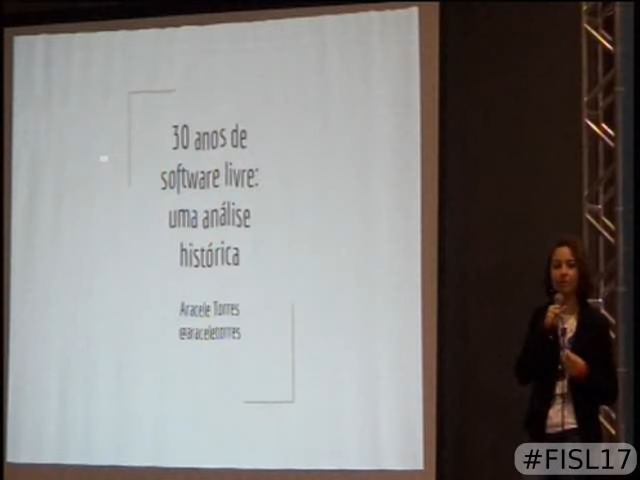 30 anos de
software livre:
uma análise
histórica
Aracele Torres
@araceletorres
#FISL17